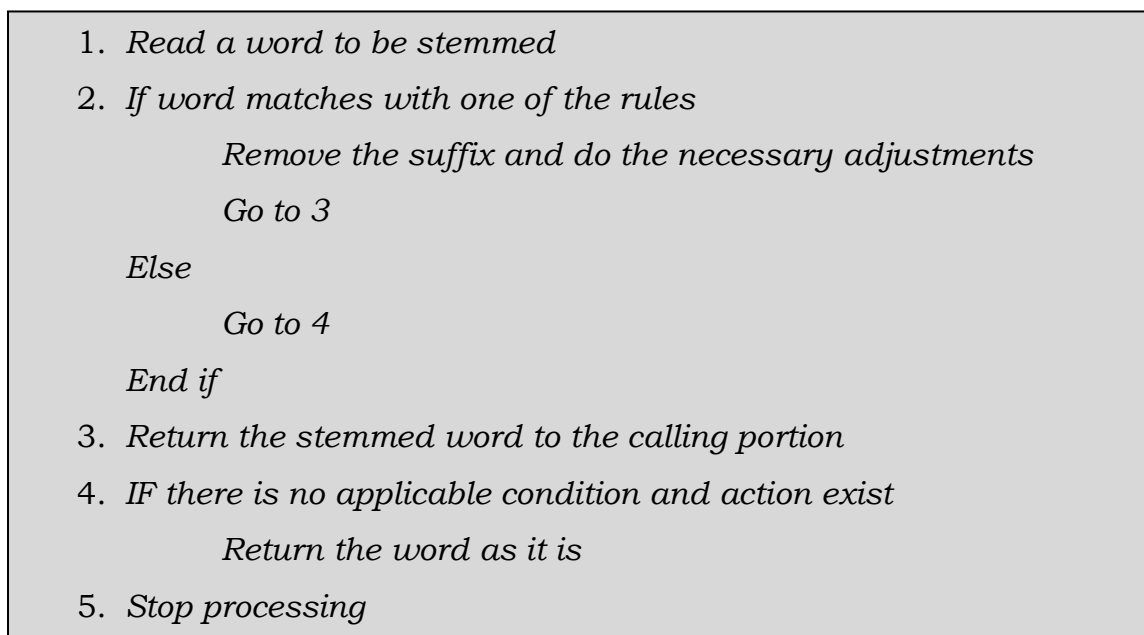 1. Read a word to be stemmed
2. If word matches with one of the rules
Remove the suffix and do the necessary adjustments
Go to 3
Else
Go to 4
End if
3. Return the stemmed word to the calling portion
4. IF there is no applicable condition and action exist
Return the word as it is
5. Stop processing